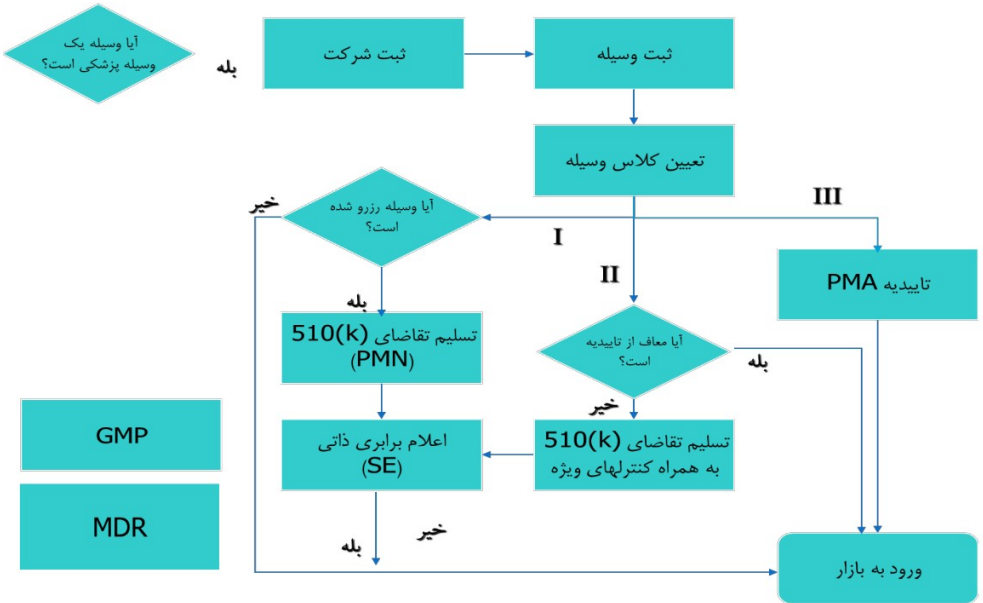 آیا وسیله یک
وسیله پزشکی است؟
بله
ثبت شرکت
ثبت وسیله
تعیین کلاس وسیله
III
I
II
آیا وسیله رزرو شده
است؟
خیر
بله
تاییدیه PMA
تسلیم تقاضای 510(k)
(PMN)
آیا معاف از تاییدیه
است؟
بله
خیر
تسلیم تقاضای 510(k)
به همراه کنترلهای ویژه
اعلام برابری ذاتی
(SE)
خیر
بله
ورود به بازار
GMP
MDR